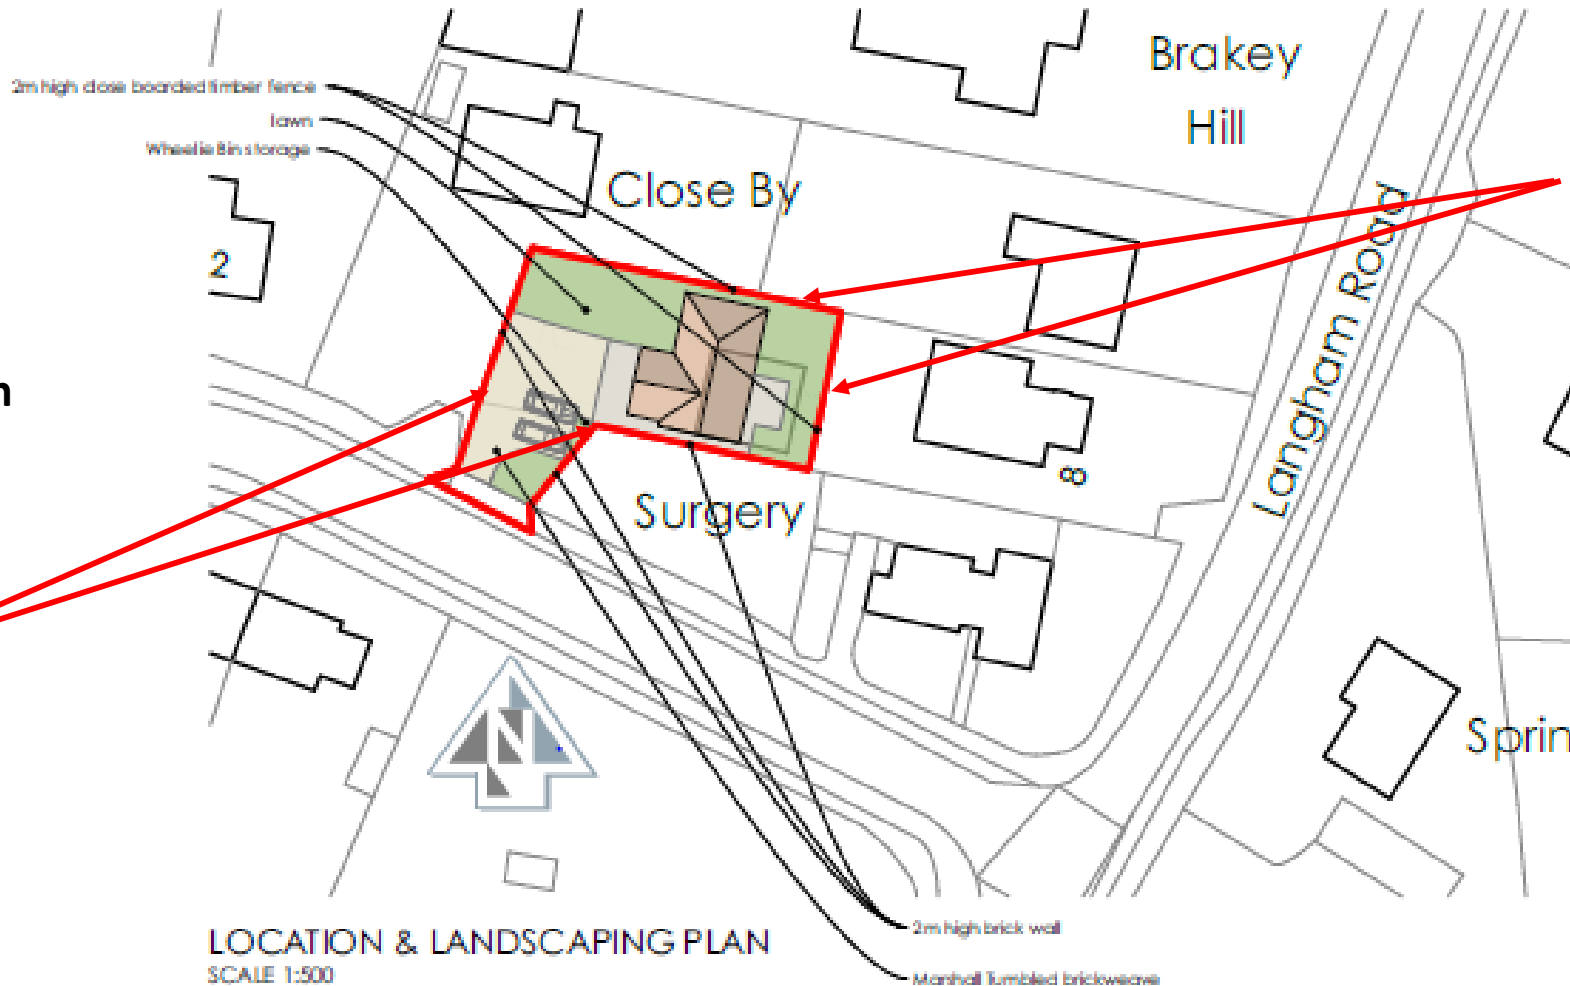 Brakey
Hill
2m high close boarded timber fence
lawn
Wheelie Bin storage
Close By
2
n
Langham Road
8
Surgery
Sprin
N
2m high brick wall
LOCATION & LANDSCAPING PLAN
SCALE 1:500
Marshall Tumbled brickweave